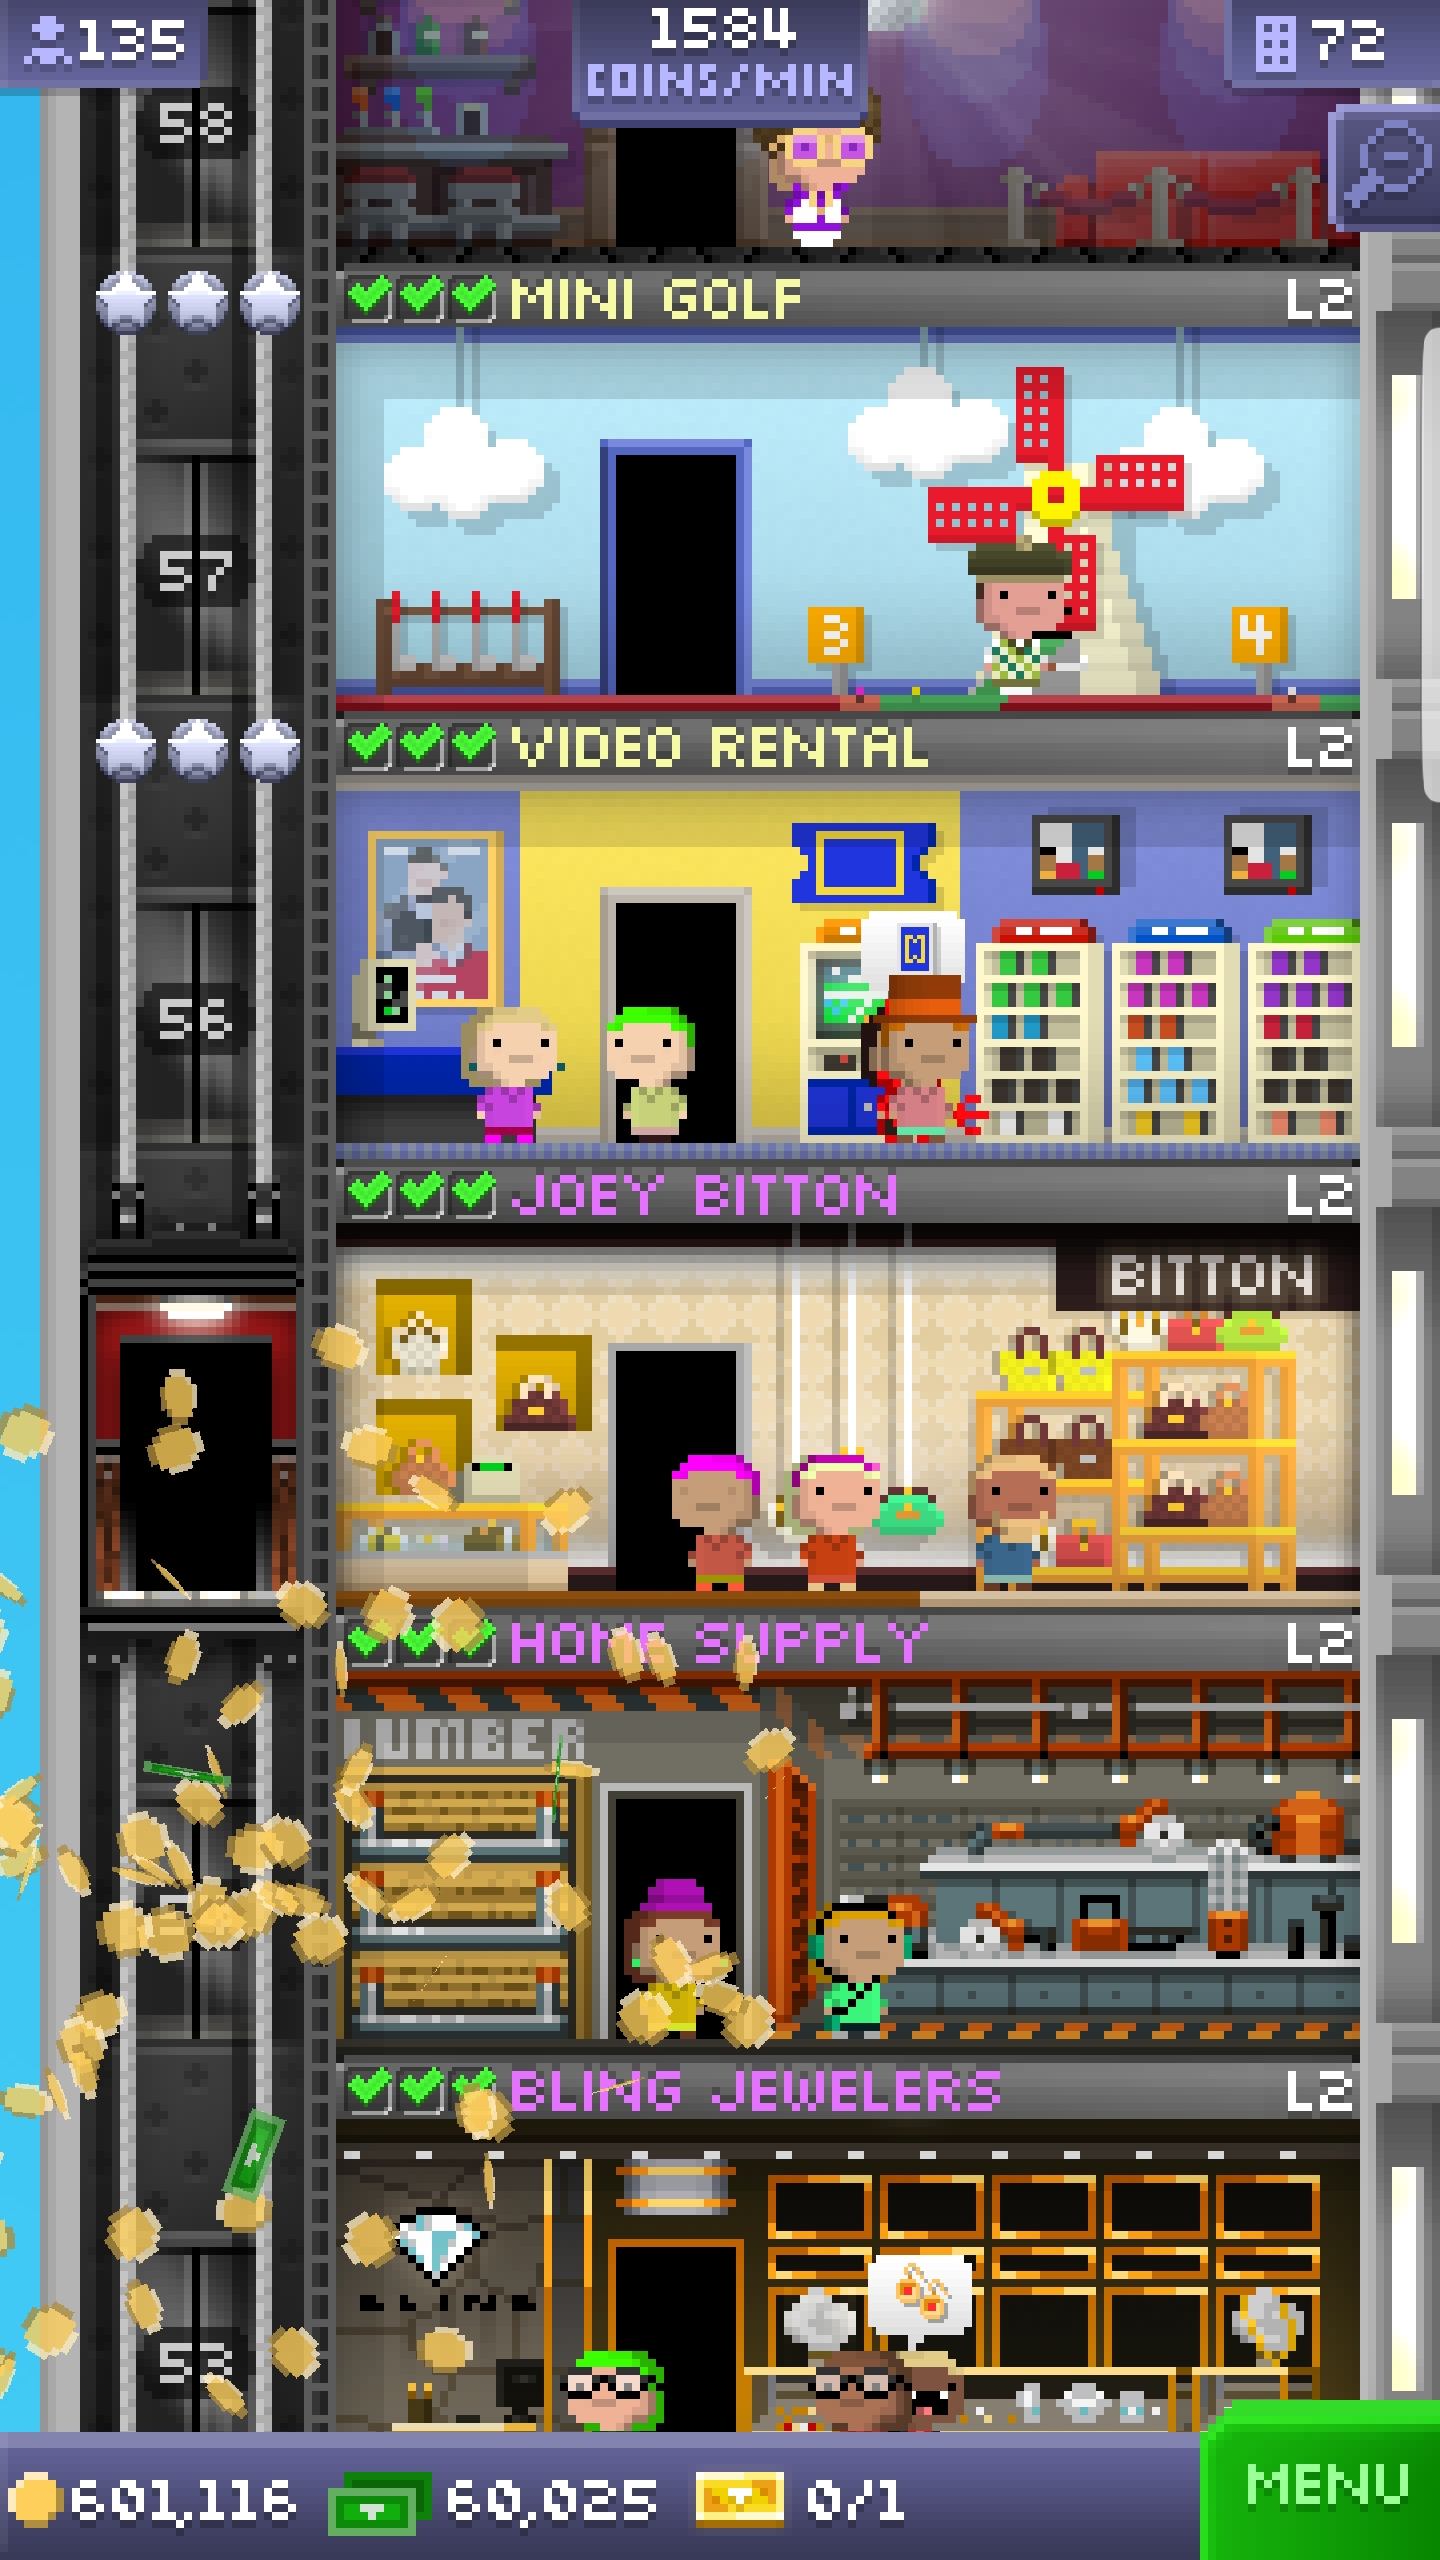 135
1584
COINS/MIN
72
58
MINI GOLF
L2
57
3
4
VIDEO RENTAL
L2
56
JOEY BITTON
L2
BITTON
HOME SUPPLY
L2
LUMBER
BLING JEWELERS
L2
BLING
53
601,116
60,025
0/1
MENU